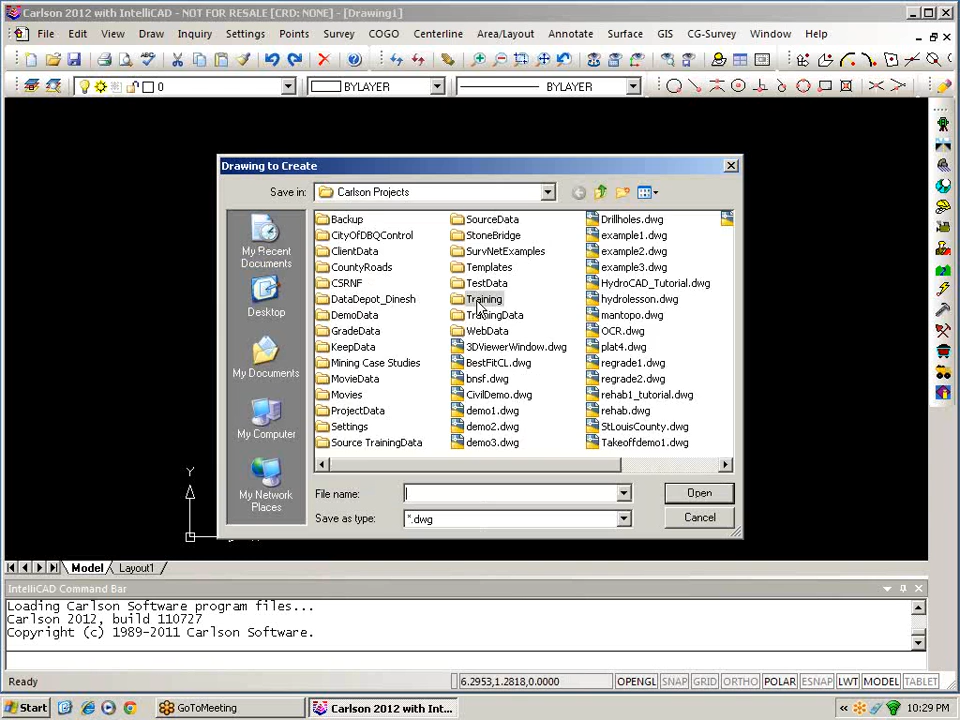 Carlson 2012 with IntelliCAD - NOT FOR RESALE [CRD: NONE] - [Drawing1]
File Edit View Draw Inquiry Settings Points Survey COGO Centerline Area/Layout Annotate Surface GIS CG-Survey Window Help
0 BYLAYER BYLAYER
Drawing to Create
Save in: Carlson Projects
My Recent Documents
Desktop
My Documents
My Computer
My Network Places
Backup
CityOfDBQControl
ClientData
CountyRoads
CSRNF
DataDepot_Dinesh
DemoData
GradeData
KeepData
Mining Case Studies
MovieData
Movies
ProjectData
Settings
Source TrainingData
SourceData
StoneBridge
SurvNetExamples
Templates
TestData
Training
TrainingData
WebData
3DViewerWindow.dwg
BestFitCL.dwg
bnsf.dwg
CivilDemo.dwg
demo1.dwg
demo2.dwg
demo3.dwg
Drillholes.dwg
example1.dwg
example2.dwg
example3.dwg
HydroCAD_Tutorial.dwg
hydrolesson.dwg
mantopo.dwg
OCR.dwg
plat4.dwg
regrade1.dwg
regrade2.dwg
rehab1_tutorial.dwg
rehab.dwg
StLouisCounty.dwg
Takeoffdemo1.dwg
File name: Open
Save as type: *.dwg Cancel
Y
Model Layout1
IntelliCAD Command Bar
Loading Carlson Software program files...
Carlson 2012, build 110727
Copyright (c) 1989-2011 Carlson Software.
Ready 6.2953,1.2818,0.0000 OPENGL SNAP GRID ORTHO POLAR ESNAP LWT MODEL TABLET
Start GoToMeeting Carlson 2012 with Int... 10:29 PM